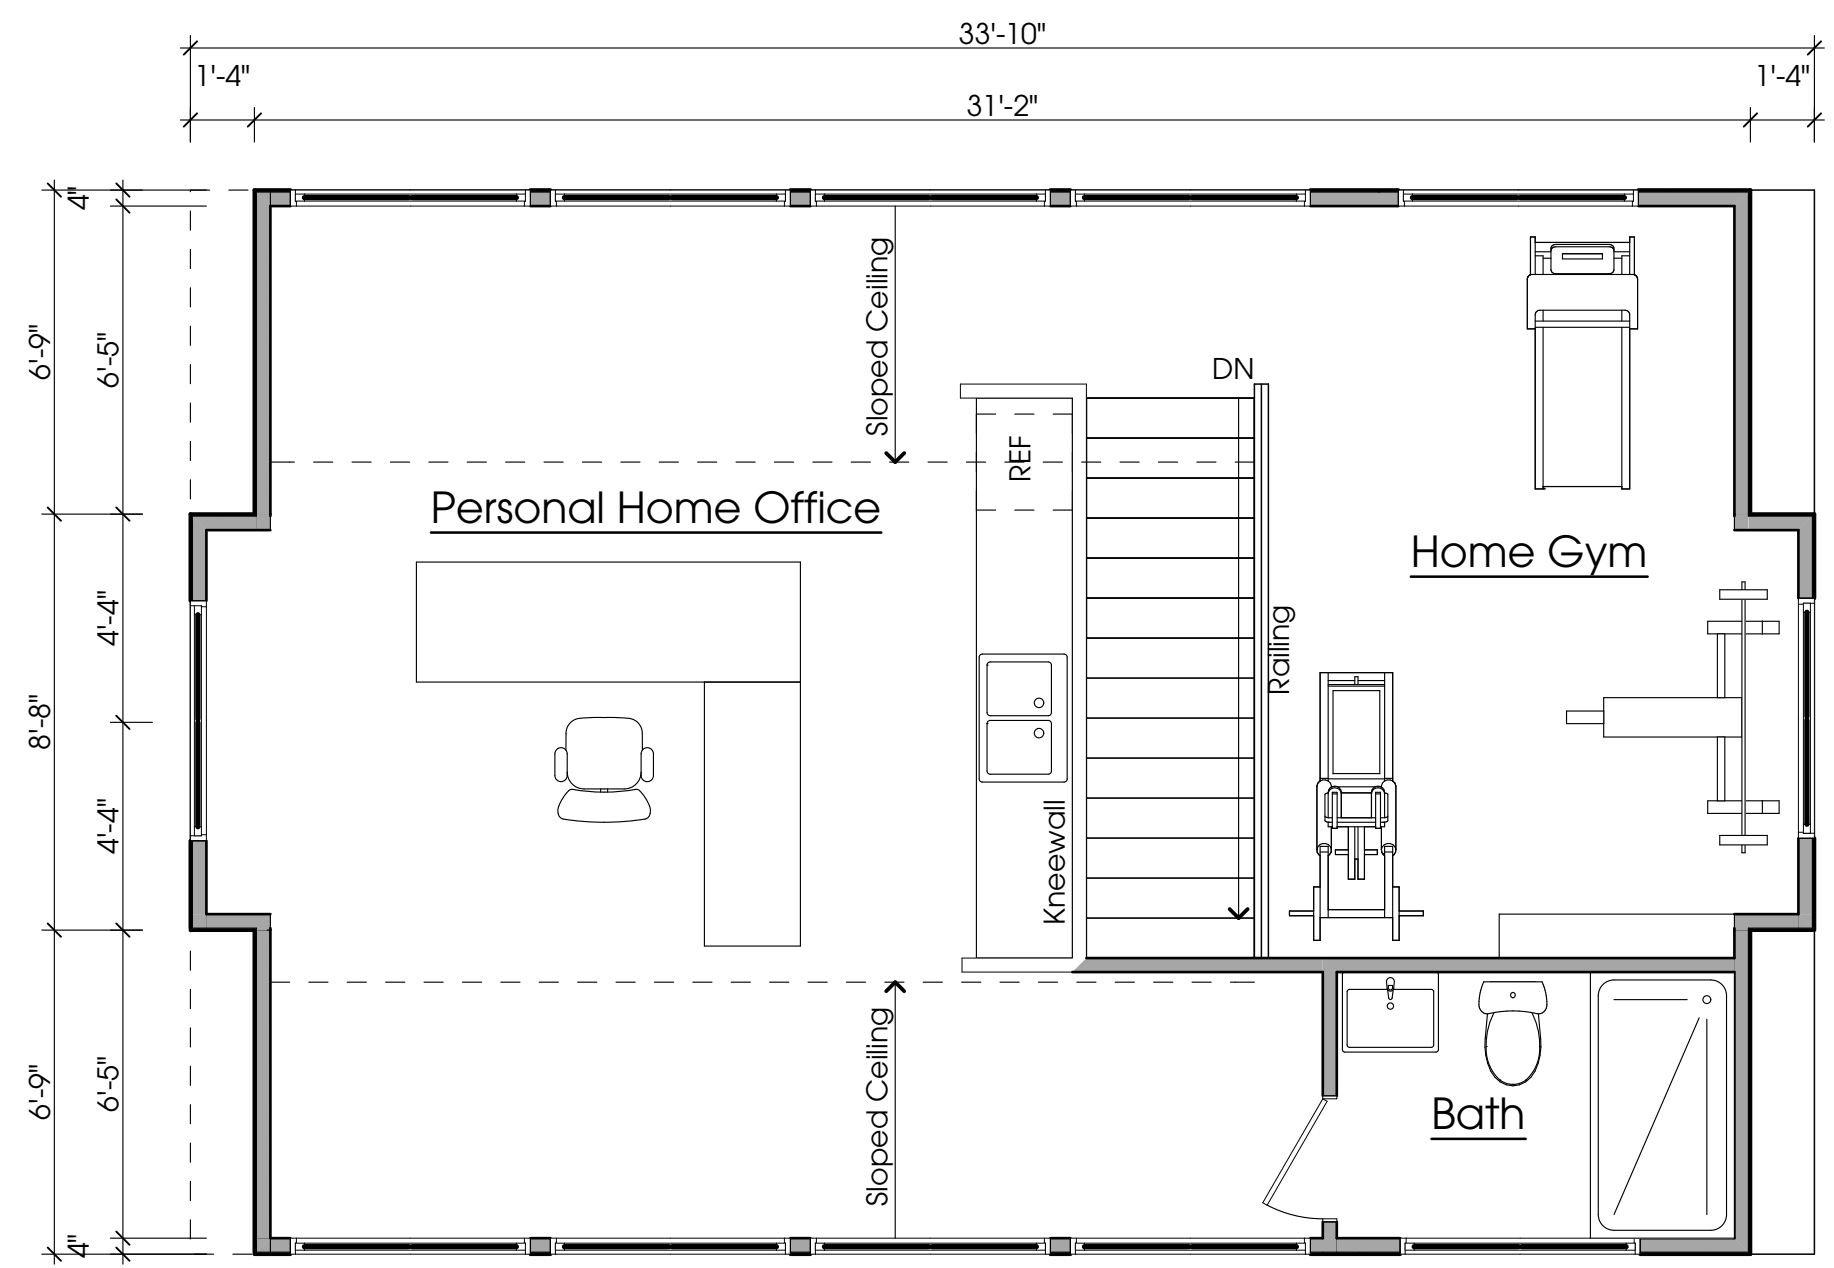 33'-10"
1'-4"
1'-4"
31'-2"
4"
6'-9"
6'-5"
Sloped Ceiling
DN
REF
Personal Home Office
Home Gym
4'-4"
Railing
8'-8"
4'-4"
Kneewall
6'-9"
6'-5"
Sloped Ceiling
Bath
4"